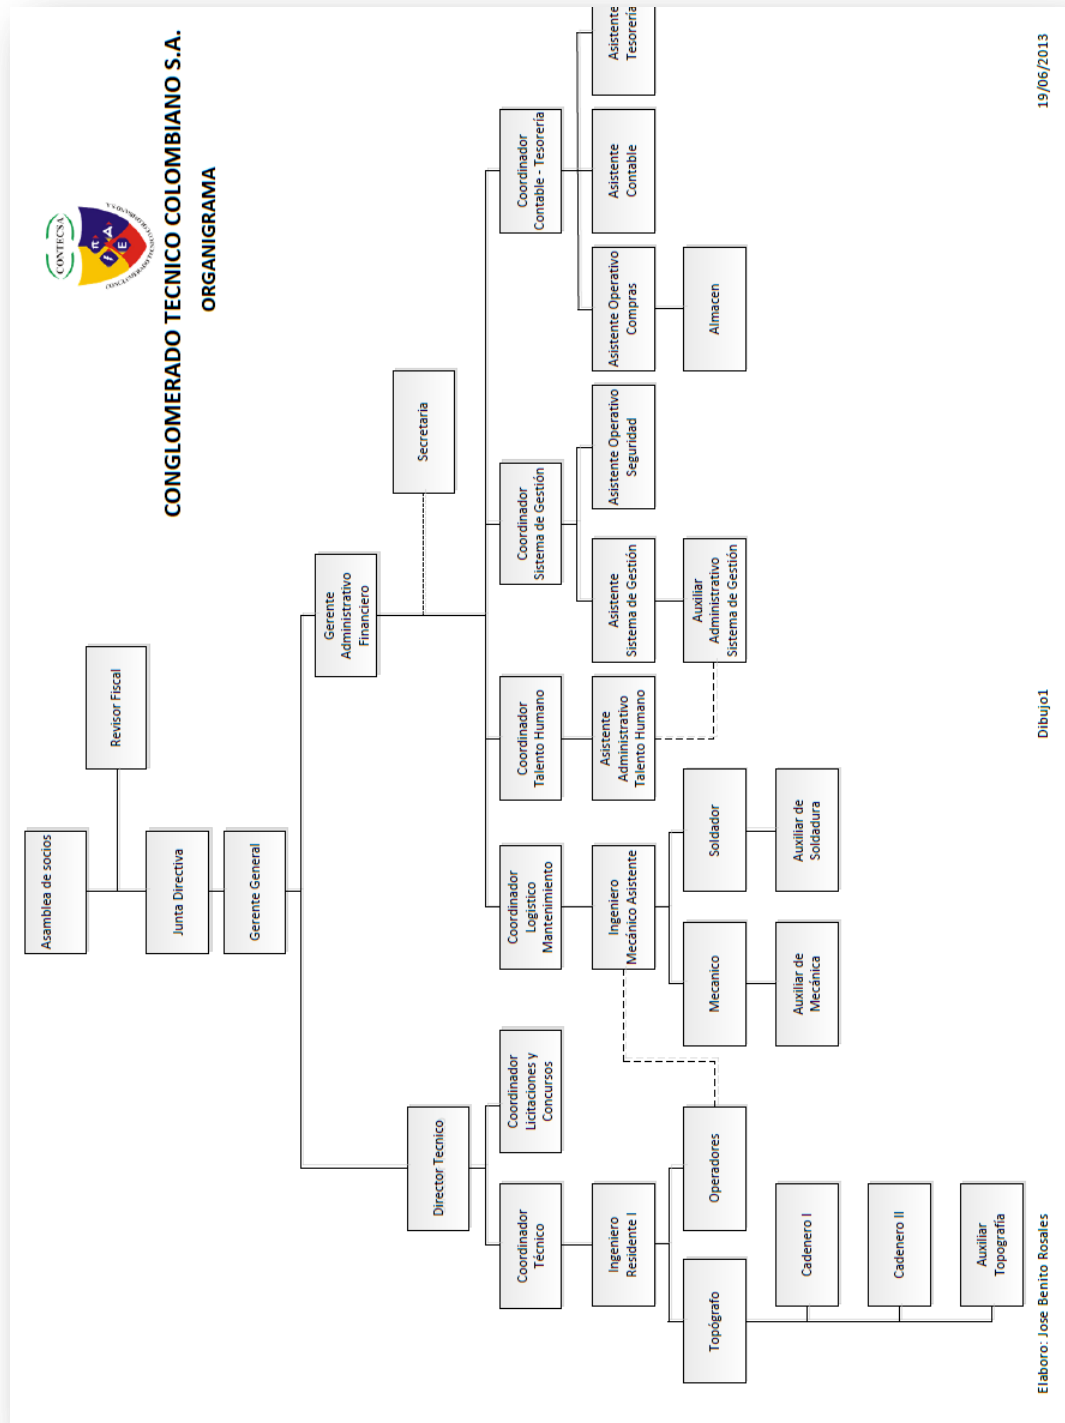 CONTECSA
π
f
A
E
CONGLOMERADO TECNICO COLOMBIANO S.A.
CONGLOMERADO TECNICO COLOMBIANO S.A.
ORGANIGRAMA
Asamblea de socios
Revisor Fiscal
Junta Directiva
Gerente General
Gerente
Administrativo
Financiero
Secretaria
Director Tecnico
Coordinador
Técnico
Coordinador
Licitaciones y
Concursos
Coordinador
Logistico
Mantenimiento
Coordinador
Talento Humano
Coordinador
Sistema de Gestión
Coordinador
Contable - Tesorería
Ingeniero
Residente I
Ingeniero
Mecánico Asistente
Asistente
Administrativo
Talento Humano
Asistente
Sistema de Gestión
Asistente Operativo
Seguridad
Asistente Operativo
Compras
Asistente
Contable
Asistente
Tesorería
Topógrafo
Operadores
Mecanico
Soldador
Auxiliar
Administrativo
Sistema de Gestión
Almacen
Cadenero I
Auxiliar de
Mecánica
Auxiliar de
Soldadura
Cadenero II
Auxiliar
Topografía
Elaboro: Jose Benito Rosales
Dibujo1
19/06/2013